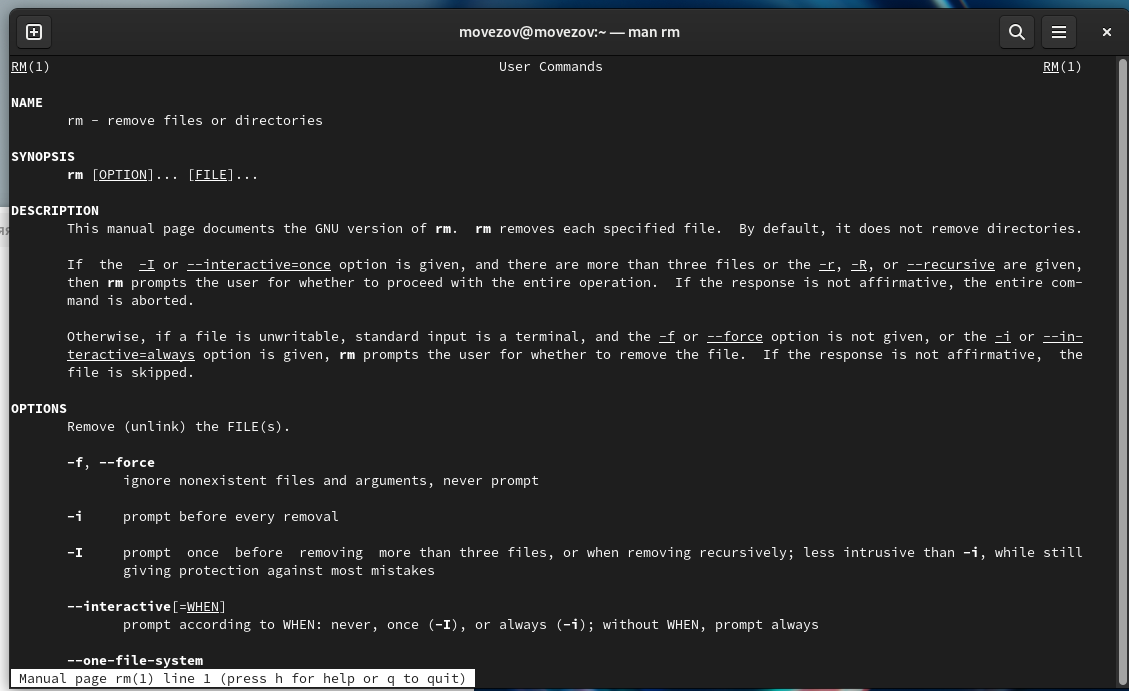 movezov@movezov:~ — man rm
RM(1) User Commands RM(1)
NAME
rm - remove files or directories
SYNOPSIS
rm [OPTION]... [FILE]...
DESCRIPTION
This manual page documents the GNU version of rm.  rm removes each specified file.  By default, it does not remove directories.
If  the  -I or --interactive=once option is given, and there are more than three files or the -r, -R, or --recursive are given,
then rm prompts the user for whether to proceed with the entire operation.  If the response is not affirmative, the entire com-
mand is aborted.
Otherwise, if a file is unwritable, standard input is a terminal, and the -f or --force option is not given, or the -i or --in-
teractive=always option is given, rm prompts the user for whether to remove the file.  If the response is not affirmative,  the
file is skipped.
OPTIONS
Remove (unlink) the FILE(s).
-f, --force
ignore nonexistent files and arguments, never prompt
-i     prompt before every removal
-I     prompt  once  before  removing  more than three files, or when removing recursively; less intrusive than -i, while still
giving protection against most mistakes
--interactive[=WHEN]
prompt according to WHEN: never, once (-I), or always (-i); without WHEN, prompt always
--one-file-system
Manual page rm(1) line 1 (press h for help or q to quit)